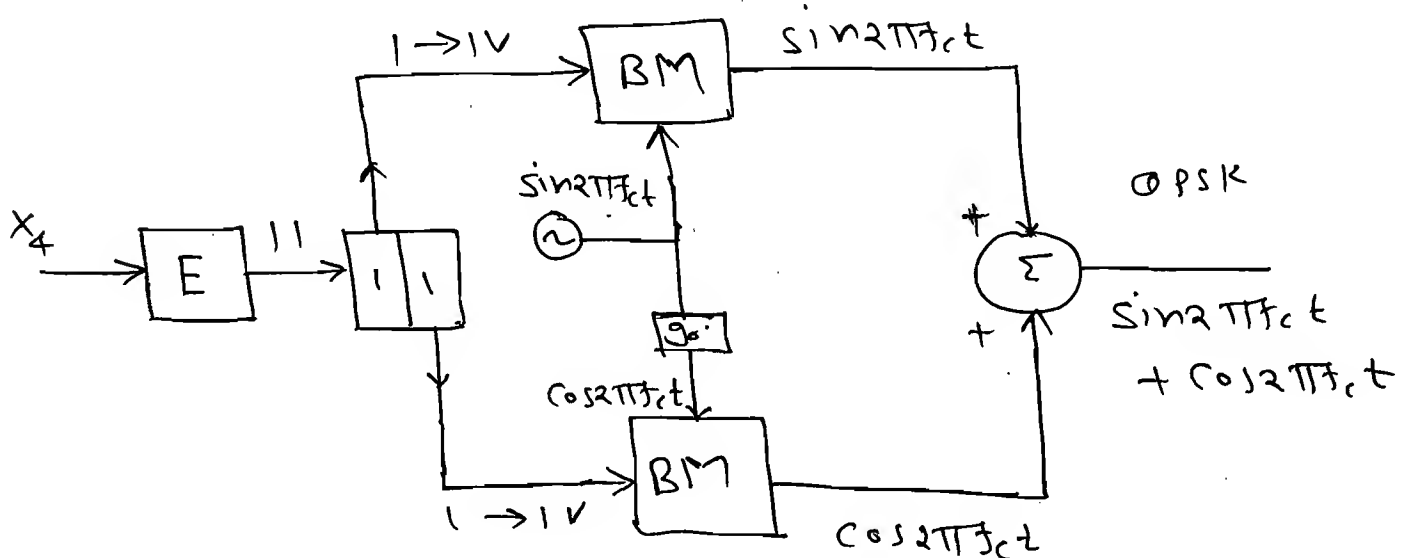 1 → 1V
BM
sin2πfct
sin2πfct
~
QPSK
X4
E
11
1 1
+
Σ
+
sin2πfct
+ cos2πfct
90°
cos2πfct
BM
1 → 1V
cos2πfct